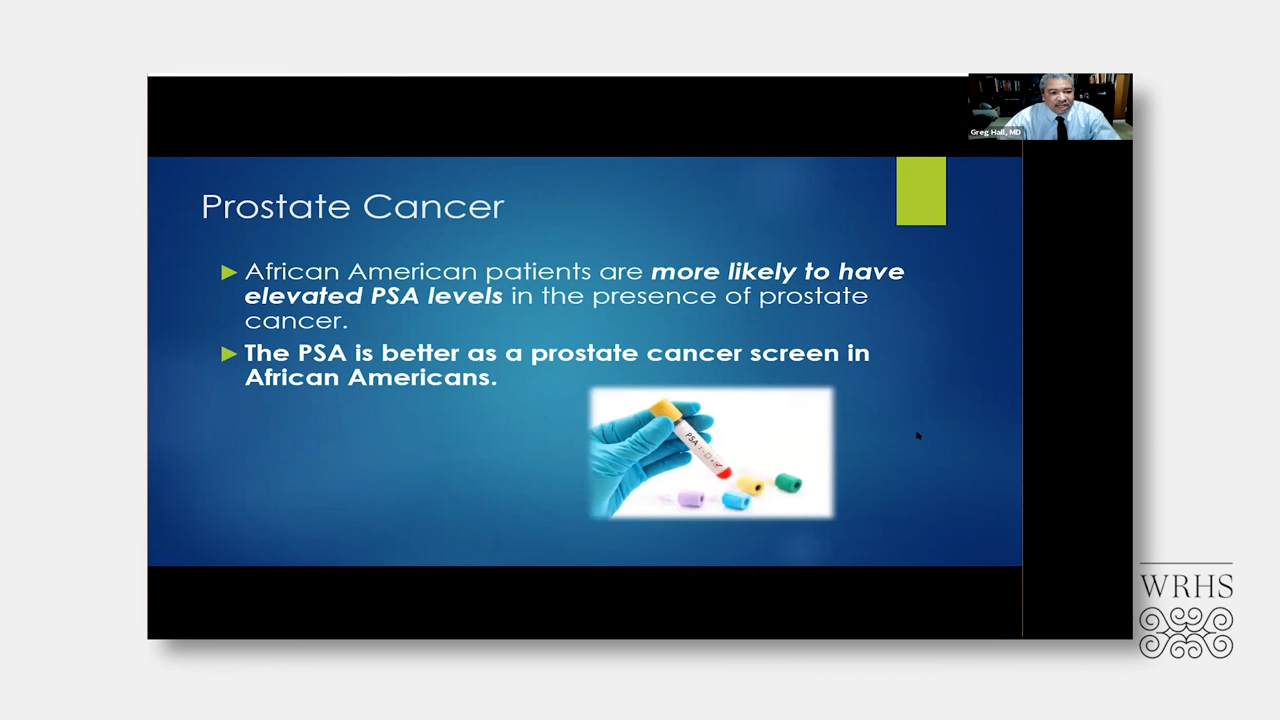 Greg Hall, MD
Prostate Cancer
African American patients are more likely to have
elevated PSA levels in the presence of prostate
cancer.
The PSA is better as a prostate cancer screen in
African Americans.
PSA
WRHS